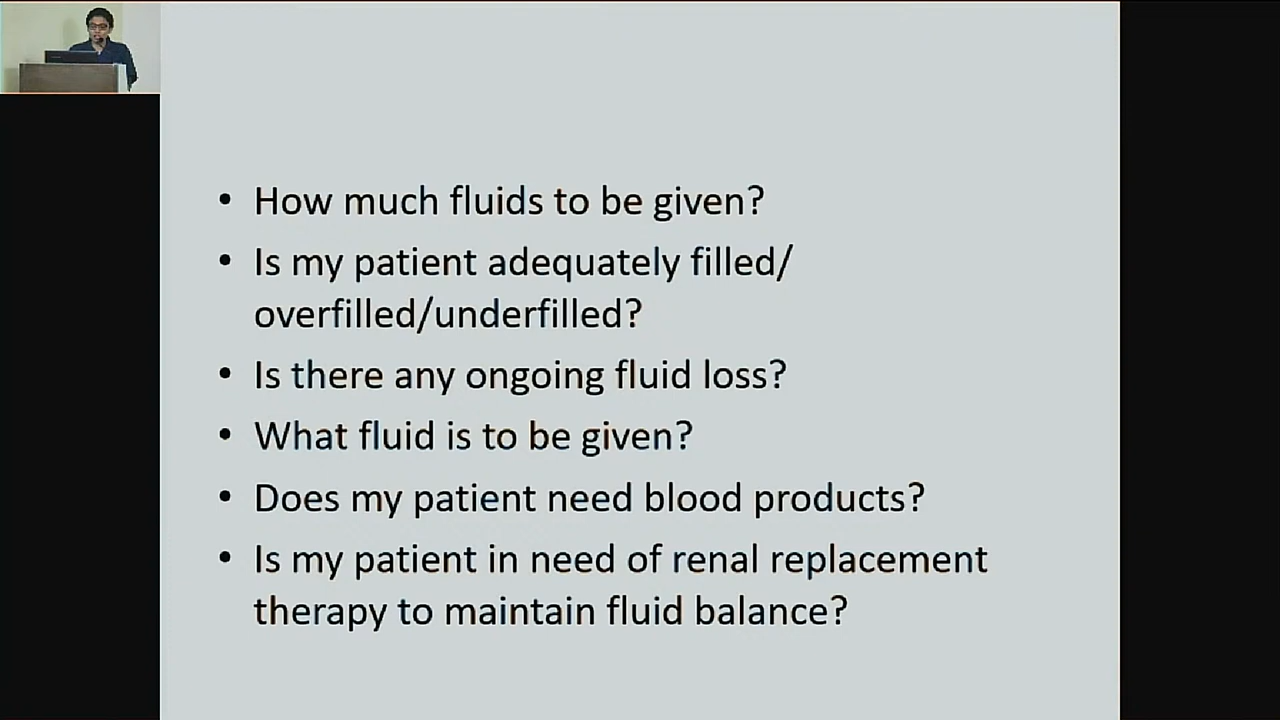 • How much fluids to be given?
• Is my patient adequately filled/
overfilled/underfilled?
• Is there any ongoing fluid loss?
• What fluid is to be given?
• Does my patient need blood products?
• Is my patient in need of renal replacement
therapy to maintain fluid balance?